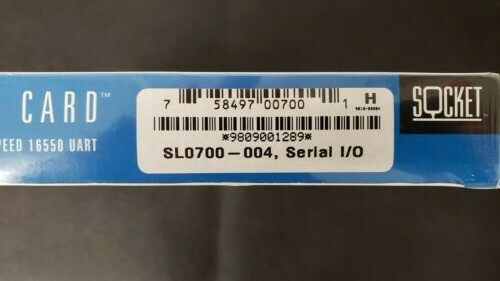 CARD™
PEED 16550 UART
7 58497 00700 1 H
*9809001289*
SL0700-004, Serial I/O
SOCKET